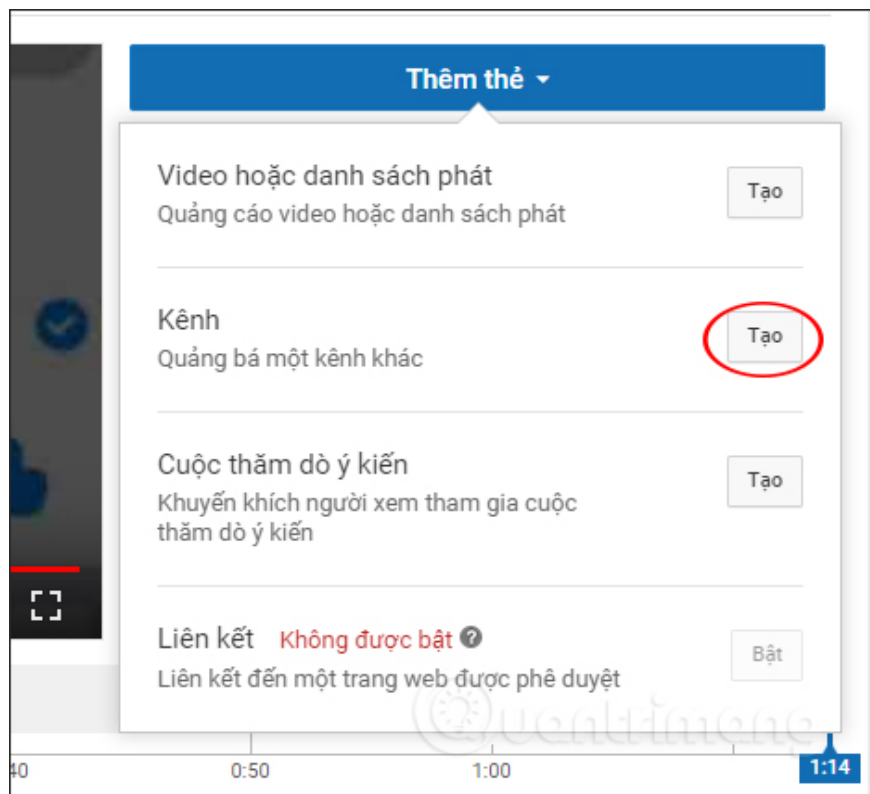 Thêm thẻ
Video hoặc danh sách phát
Quảng cáo video hoặc danh sách phát
Tạo
Kênh
Quảng bá một kênh khác
Tạo
Cuộc thăm dò ý kiến
Khuyến khích người xem tham gia cuộc
thăm dò ý kiến
Tạo
Liên kết Không được bật ?
Liên kết đến một trang web được phê duyệt
Bật
Quantrimang
40 0:50 1:00 1:14